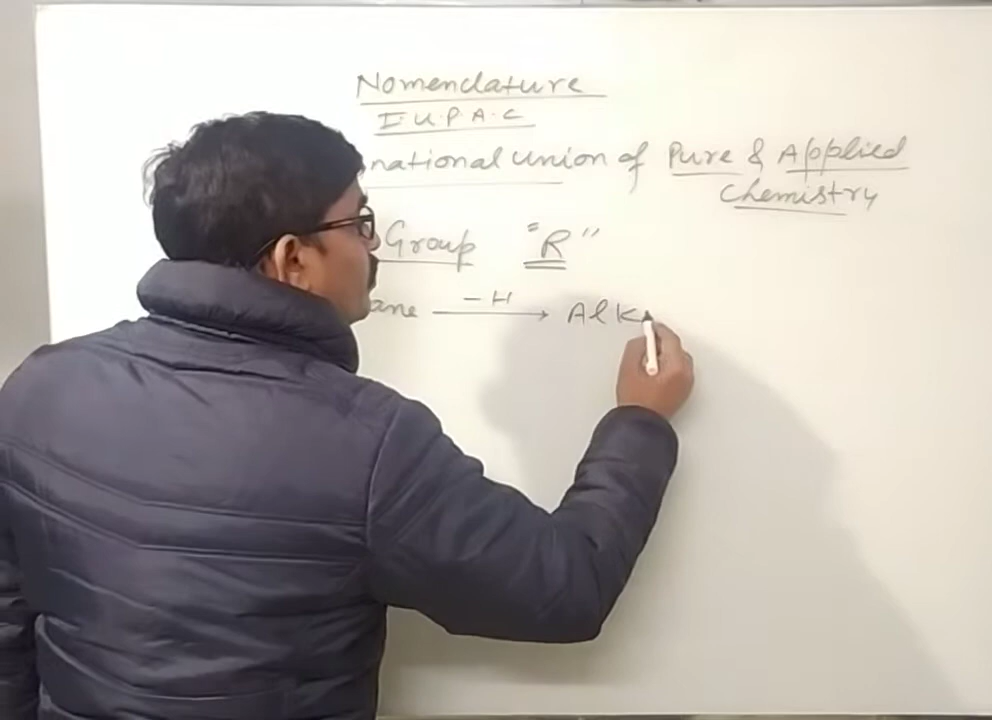 Nomenclature
I.U.P.A.C
national Union of Pure & Applied
Chemistry
Group "R"
ane -H → Alk